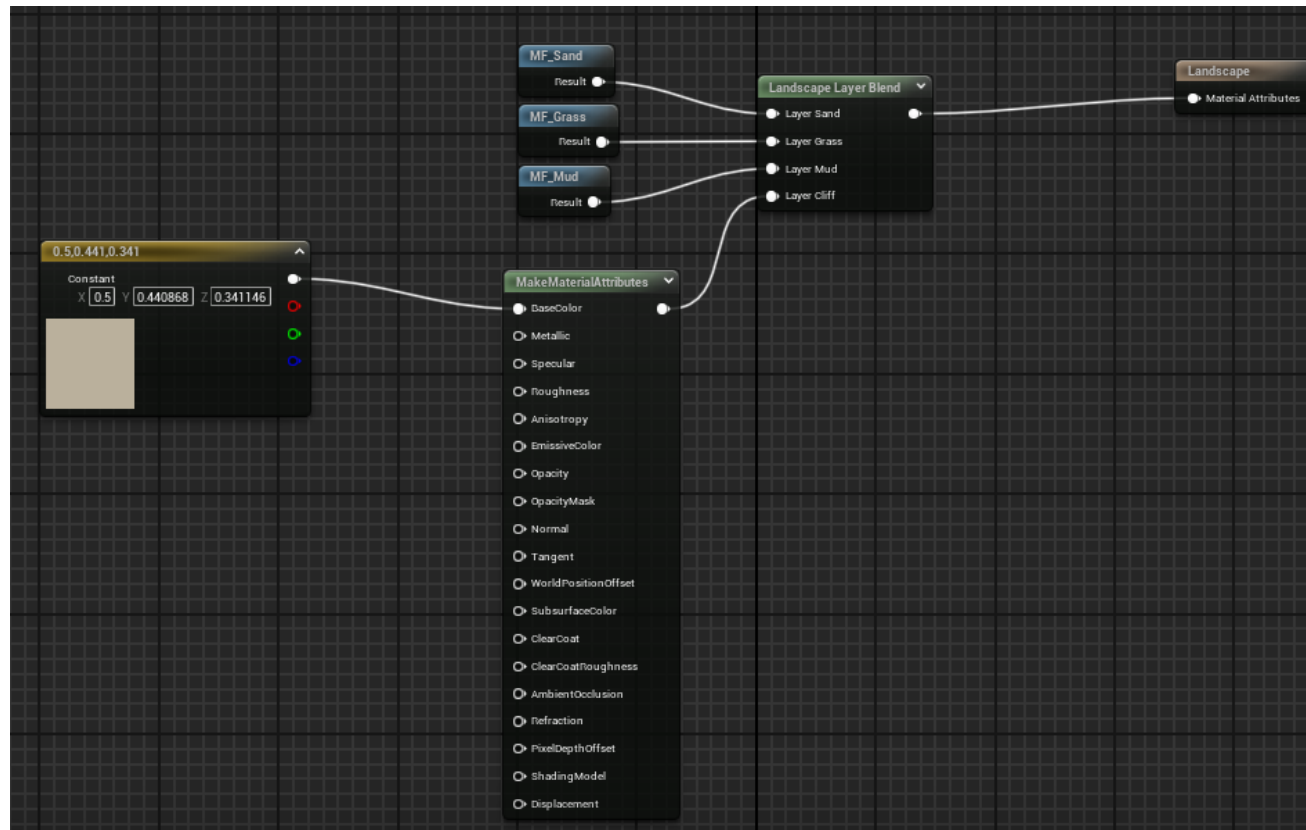 MF_Sand
Result
MF_Grass
Result
MF_Mud
Result
Landscape Layer Blend
Layer Sand
Layer Grass
Layer Mud
Layer Cliff
Landscape
Material Attributes
0.5,0.441,0.341
Constant
X 0.5 Y 0.440868 Z 0.341146
MakeMaterialAttributes
BaseColor
Metallic
Specular
Roughness
Anisotropy
EmissiveColor
Opacity
OpacityMask
Normal
Tangent
WorldPositionOffset
SubsurfaceColor
ClearCoat
ClearCoatRoughness
AmbientOcclusion
Refraction
PixelDepthOffset
ShadingModel
Displacement